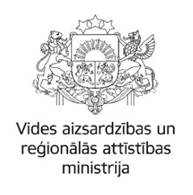 Vides aizsardzības un
reģionālās attīstības
ministrija